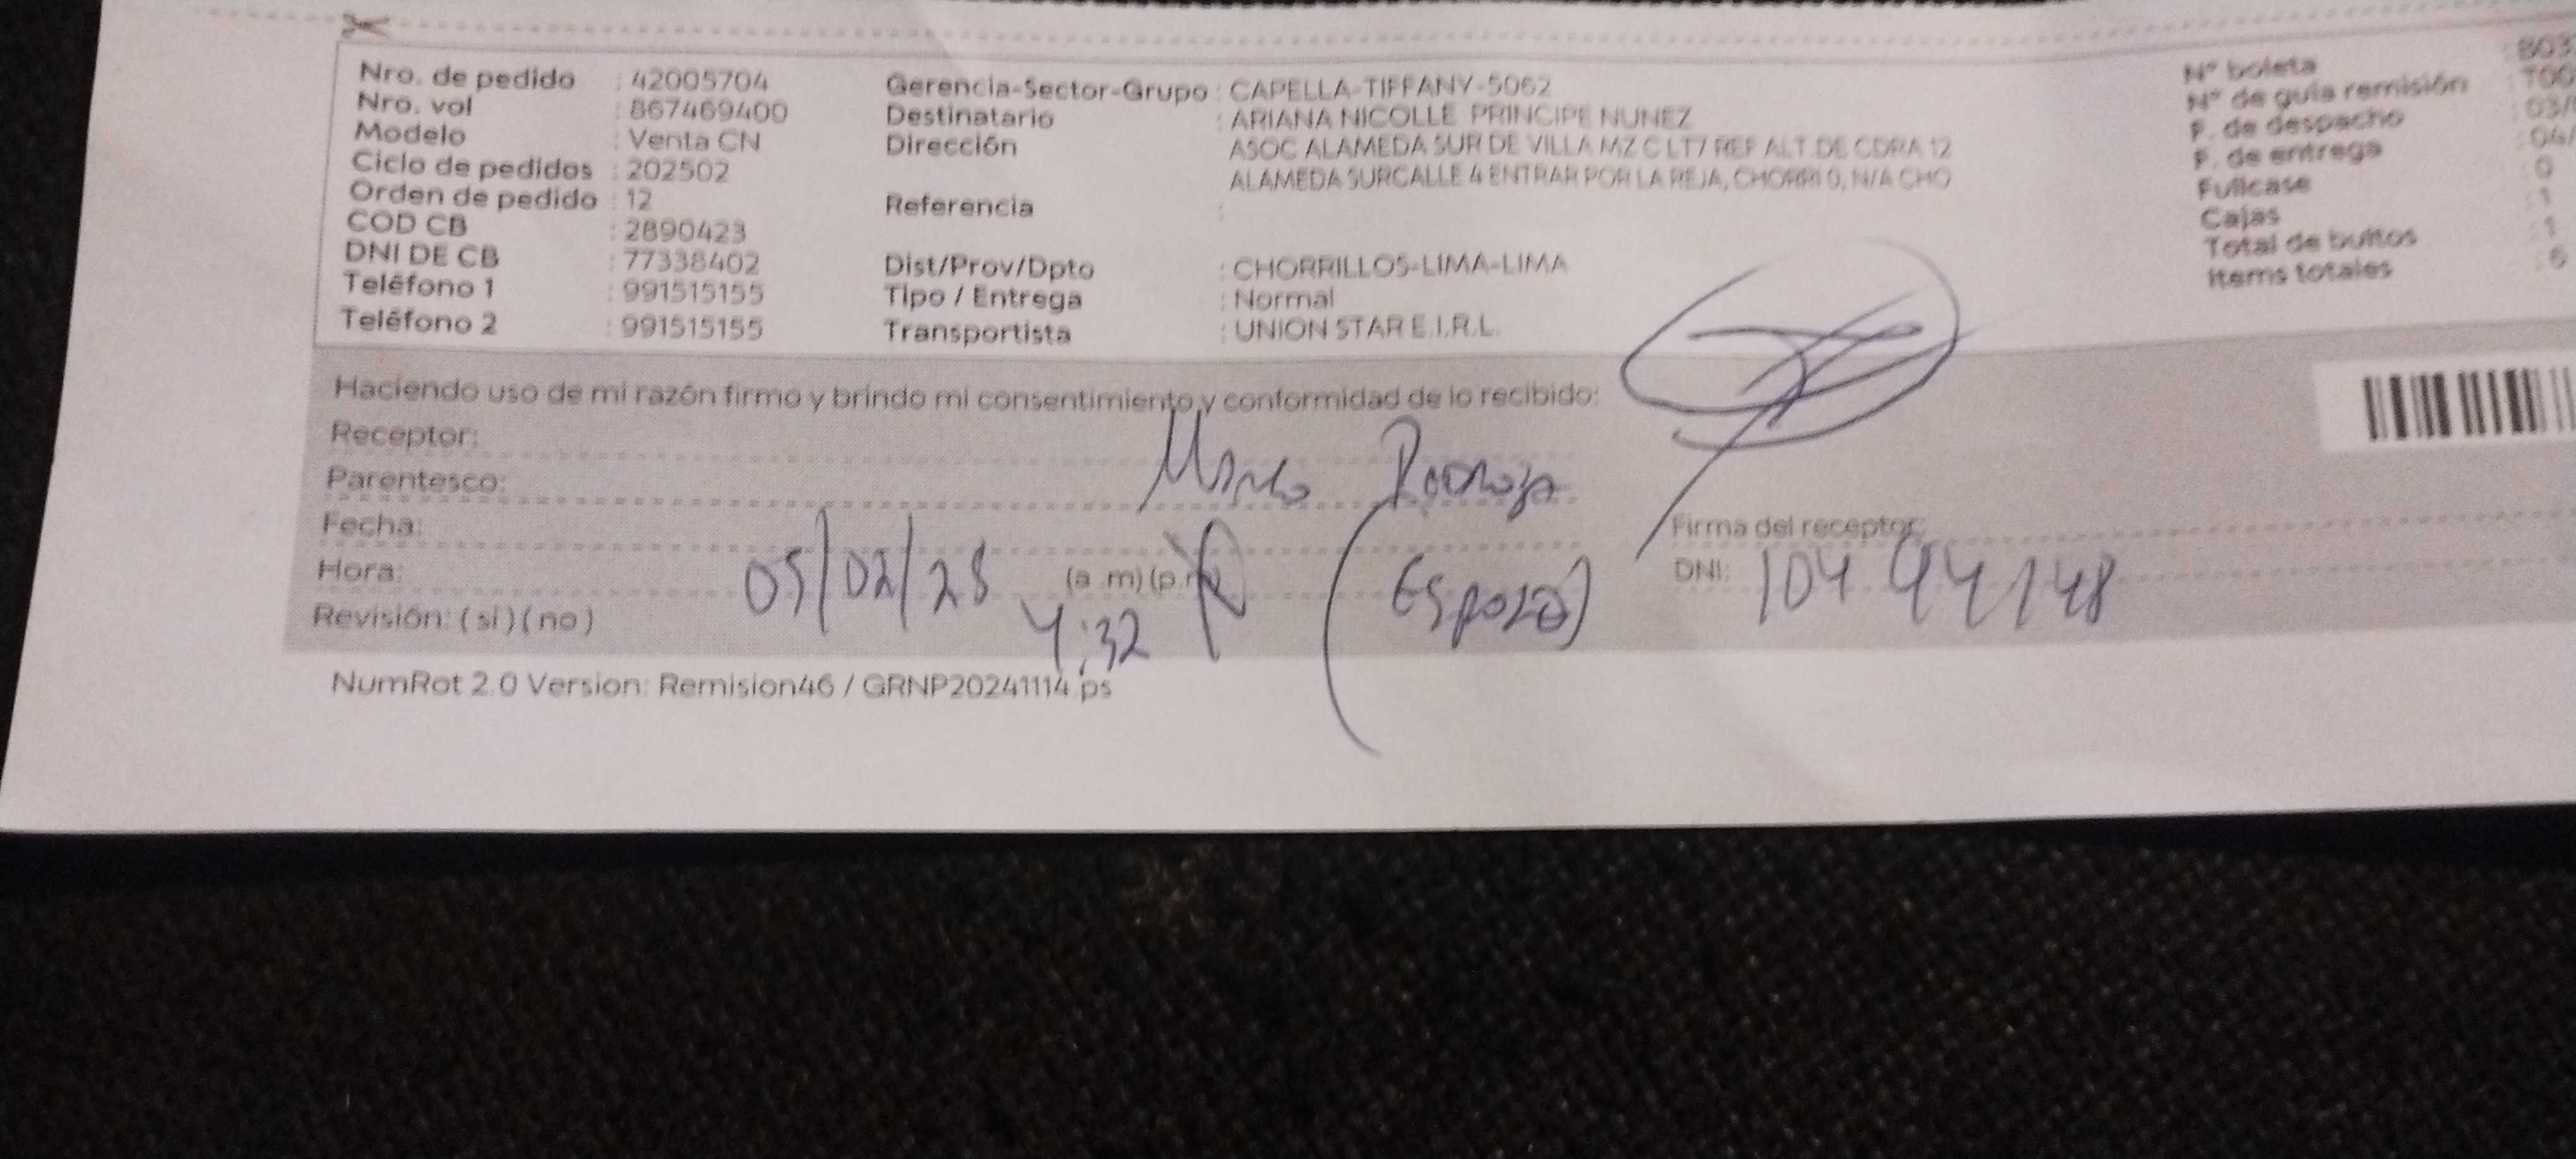 Nro. de pedido : 42005704
Nro. vol : 867469400
Modelo : Venta CN
Ciclo de pedidos : 202502
Orden de pedido : 12
COD CB : 2890423
DNI DE CB : 77338402
Teléfono 1 : 991515155
Teléfono 2 : 991515155
Gerencia-Sector-Grupo : CAPELLA-TIFFANY-5062
Destinatario : ARIANA NICOLLE PRINCIPE NUNEZ
Dirección ASOC ALAMEDA SUR DE VILLA MZ C LT7 REF ALT DE CDRA 12
ALAMEDA SURCALLE 4 ENTRAR POR LA REJA, CHORRI 0, N/A CHO
Referencia :
Dist/Prov/Dpto : CHORRILLOS-LIMA-LIMA
Tipo / Entrega : Normal
Transportista : UNION STAR E.I.R.L.
N° boleta : B03
N° de guía remisión : T00
F. de despacho : 03/
F. de entrega : 04/
Fullcase : 0
Cajas : 1
Total de bultos : 1
Items totales : 6
Haciendo uso de mi razón firmo y brindo mi consentimiento y conformidad de lo recibido:
Receptor:
Parentesco:
Fecha:
Hora: (a .m) (p.
Revisión: ( si ) ( no )
05/02/25
4:32
Firma del receptor:
DNI: 10494148
NumRot 2.0 Version: Remision46 / GRNP20241114.ps